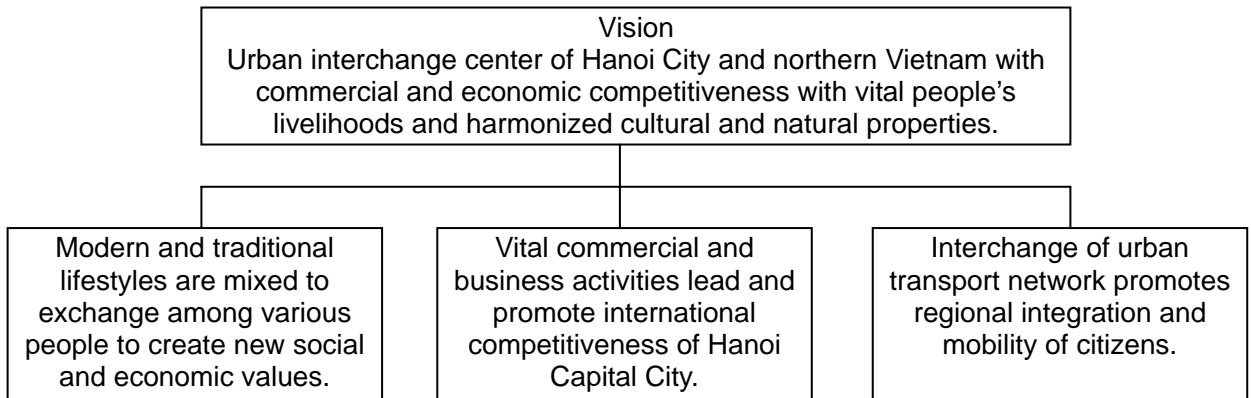 Vision
Urban interchange center of Hanoi City and northern Vietnam with
commercial and economic competitiveness with vital people's
livelihoods and harmonized cultural and natural properties.
Modern and traditional
lifestyles are mixed to
exchange among various
people to create new social
and economic values.
Vital commercial and
business activities lead and
promote international
competitiveness of Hanoi
Capital City.
Interchange of urban
transport network promotes
regional integration and
mobility of citizens.